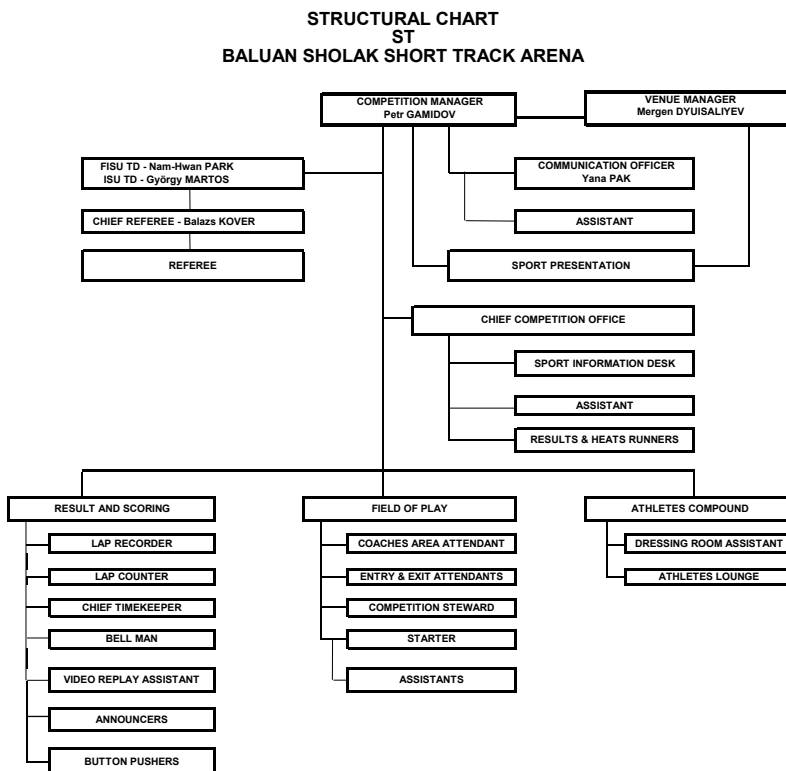 STRUCTURAL CHART
ST
BALUAN SHOLAK SHORT TRACK ARENA
COMPETITION MANAGER
Petr GAMIDOV
VENUE MANAGER
Mergen DYUISALIYEV
FISU TD - Nam-Hwan PARK
ISU TD - György MARTOS
COMMUNICATION OFFICER
Yana PAK
CHIEF REFEREE - Balazs KOVER
ASSISTANT
REFEREE
SPORT PRESENTATION
CHIEF COMPETITION OFFICE
SPORT INFORMATION DESK
ASSISTANT
RESULTS & HEATS RUNNERS
RESULT AND SCORING
LAP RECORDER
LAP COUNTER
CHIEF TIMEKEEPER
BELL MAN
VIDEO REPLAY ASSISTANT
ANNOUNCERS
BUTTON PUSHERS
FIELD OF PLAY
COACHES AREA ATTENDANT
ENTRY & EXIT ATTENDANTS
COMPETITION STEWARD
STARTER
ASSISTANTS
ATHLETES COMPOUND
DRESSING ROOM ASSISTANT
ATHLETES LOUNGE